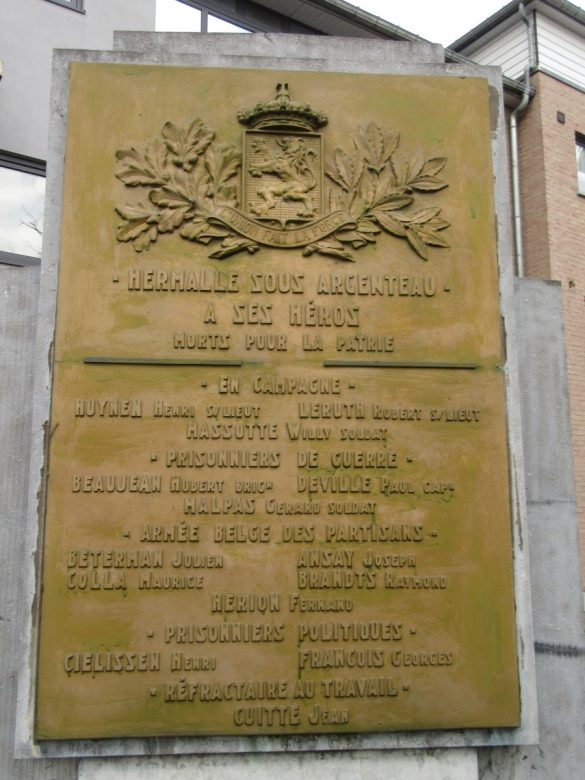 L'UNION FAIT LA FORCE
- HERMALLE SOUS ARGENTEAU -
A SES HÉROS
MORTS POUR LA PATRIE
- EN CAMPAGNE -
HUYNEN HENRI S/LIEUT LERUTH ROBERT S/LIEUT
MASSOTTE WILLY SOLDAT
- PRISONNIERS DE GUERRE -
BEAUJEAN HUBERT BRIGR DEVILLE PAUL CAPL
MALPAS GERARD SOLDAT
- ARMÉE BELGE DES PARTISANS -
BETERMAN JULIEN ANSAY JOSEPH
COLLA MAURICE BRANDTS RAYMOND
HERION FERNAND
- PRISONNIERS POLITIQUES -
GIELISSEN HENRI FRANCOIS GEORGES
- RÉFRACTAIRE AU TRAVAIL -
GUITTE JEAN